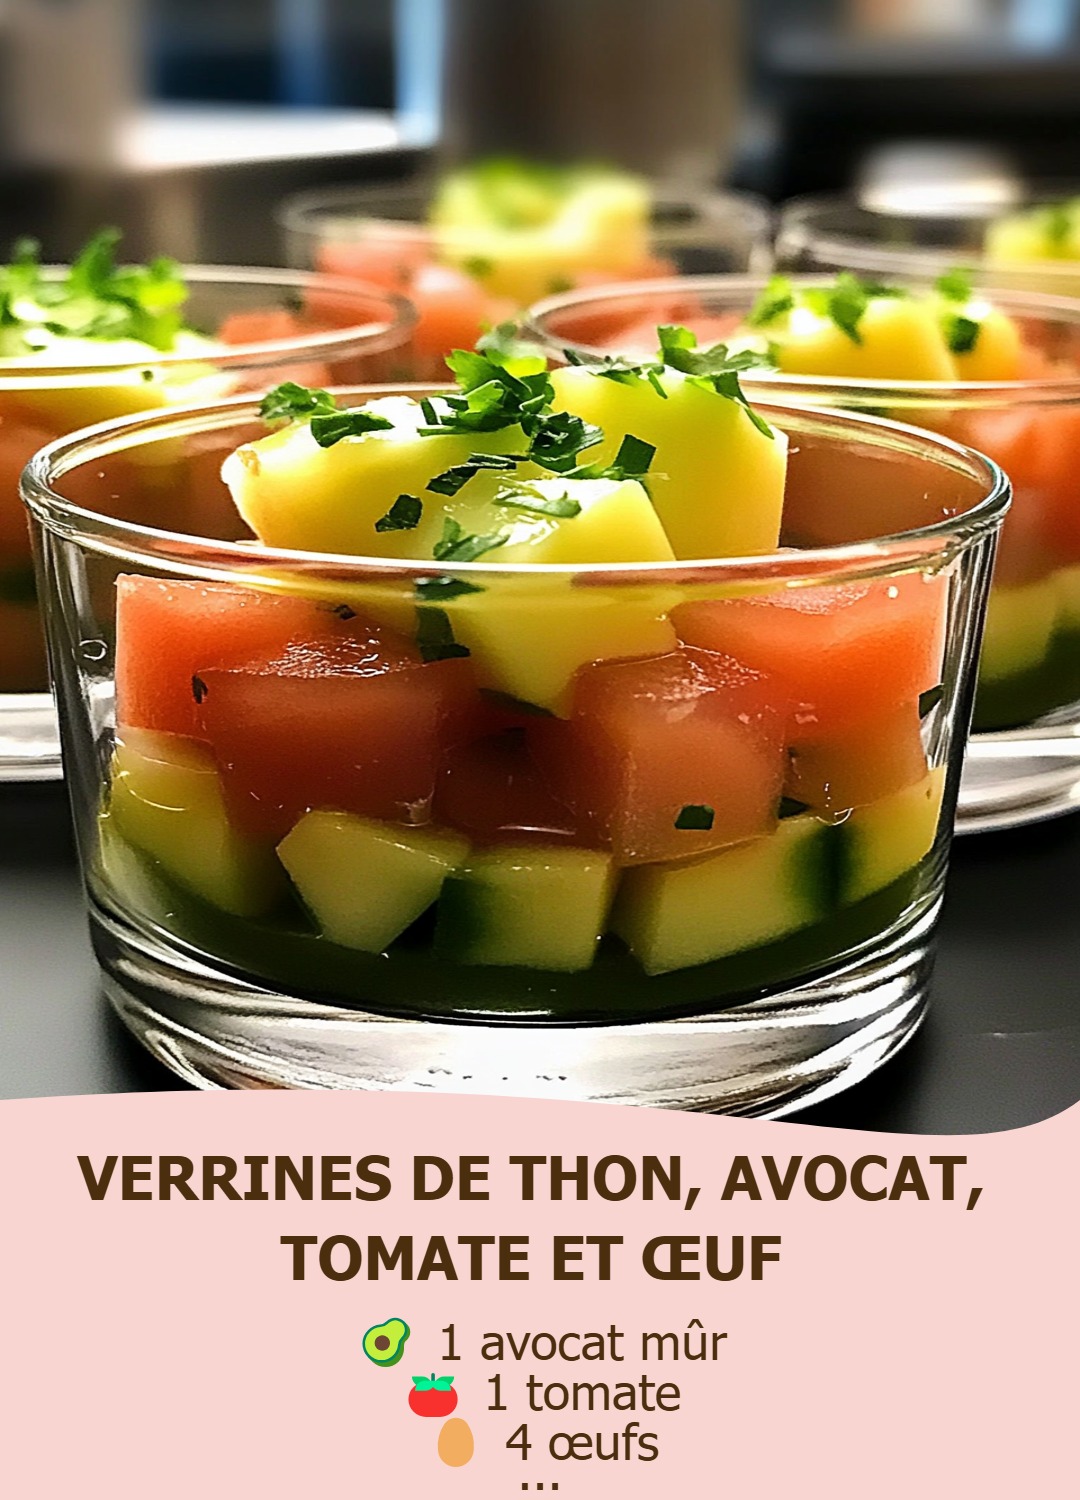 VERRINES DE THON, AVOCAT,
TOMATE ET ŒUF
🥑 1 avocat mûr
🍅 1 tomate
🥚 4 œufs
...